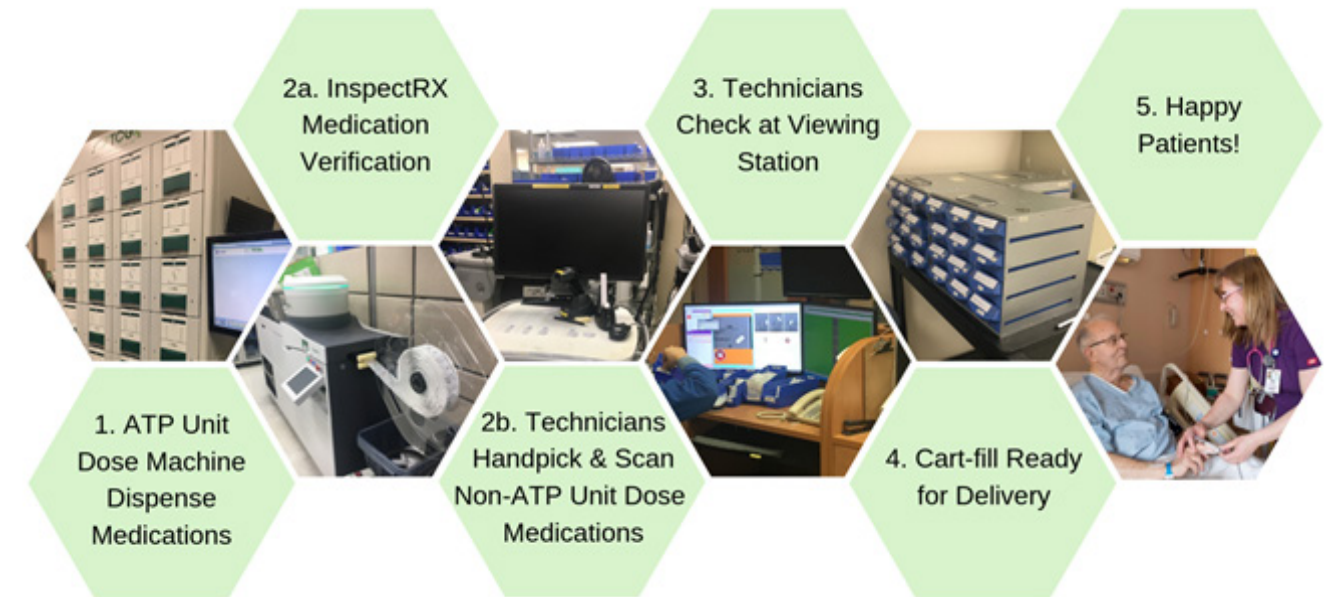 1. ATP Unit
Dose Machine
Dispense
Medications
2a. InspectRX
Medication
Verification
2b. Technicians
Handpick & Scan
Non-ATP Unit Dose
Medications
3. Technicians
Check at Viewing
Station
4. Cart-fill Ready
for Delivery
5. Happy
Patients!